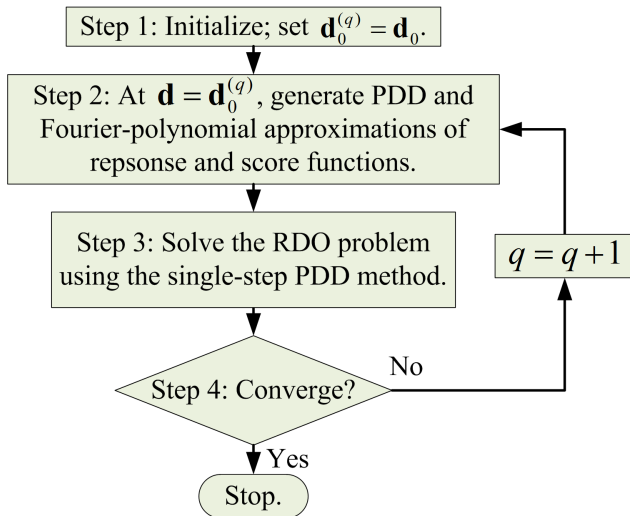 Step 1: Initialize; set d₀⁽q⁾ = d₀.
Step 2: At d = d₀⁽q⁾, generate PDD and
Fourier-polynomial approximations of
repsonse and score functions.
Step 3: Solve the RDO problem
using the single-step PDD method.
q = q + 1
No
Step 4: Converge?
Yes
Stop.